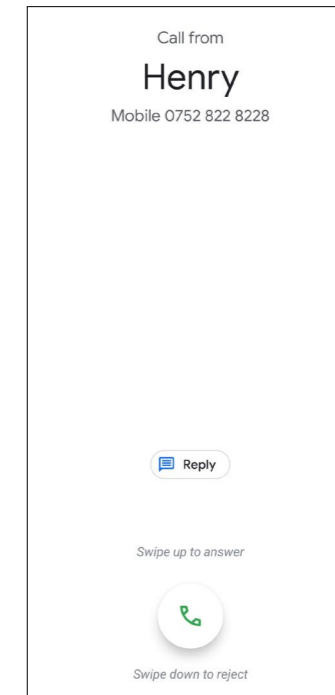 Call from
Henry
Mobile 0752 822 8228
Reply
Swipe up to answer
Swipe down to reject